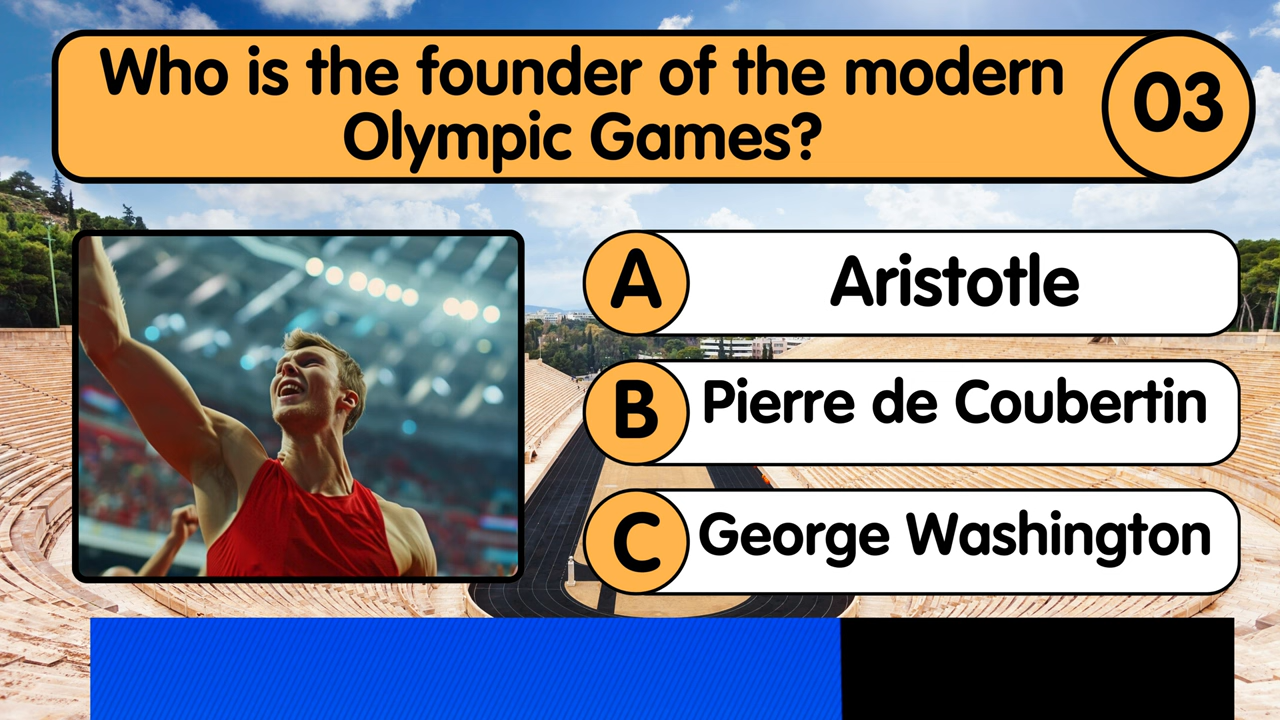 Who is the founder of the modern
Olympic Games?
03
A
Aristotle
B
Pierre de Coubertin
C
George Washington